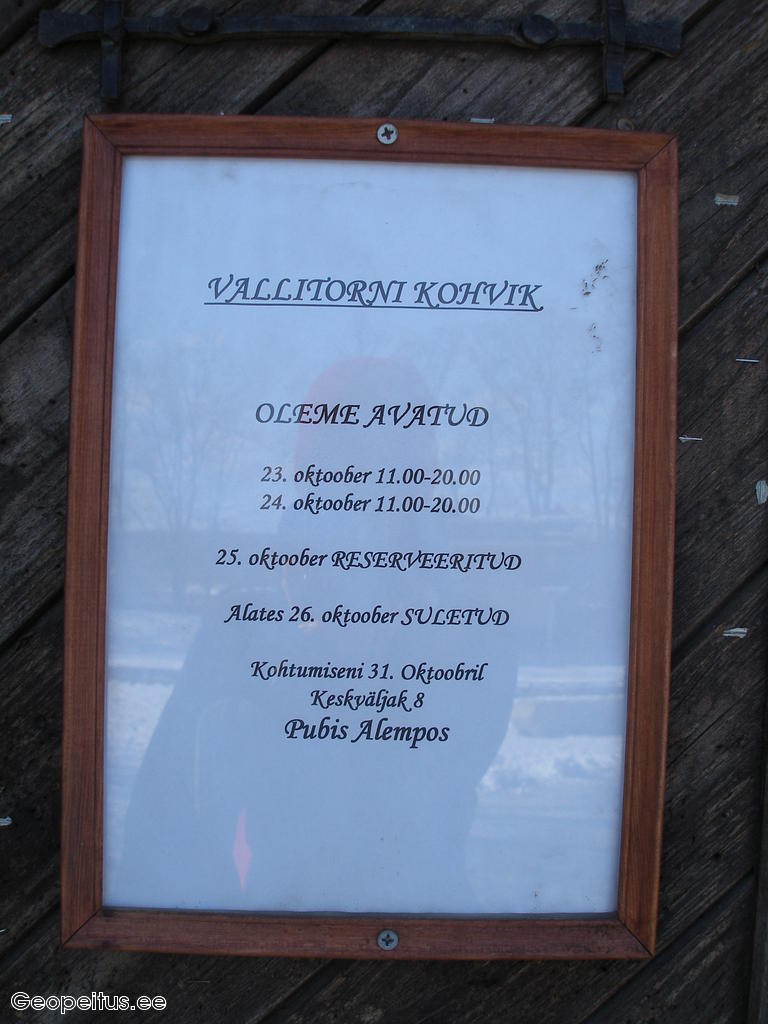 VALLITORNI KOHVIK
OLEME AVATUD
23. oktoober 11.00-20.00
24. oktoober 11.00-20.00
25. oktoober RESERVEERITUD
Alates 26. oktoober SULETUD
Kohtumiseni 31. Oktoobril
Keskväljak 8
Pubis Alempos
Geopeitus.ee